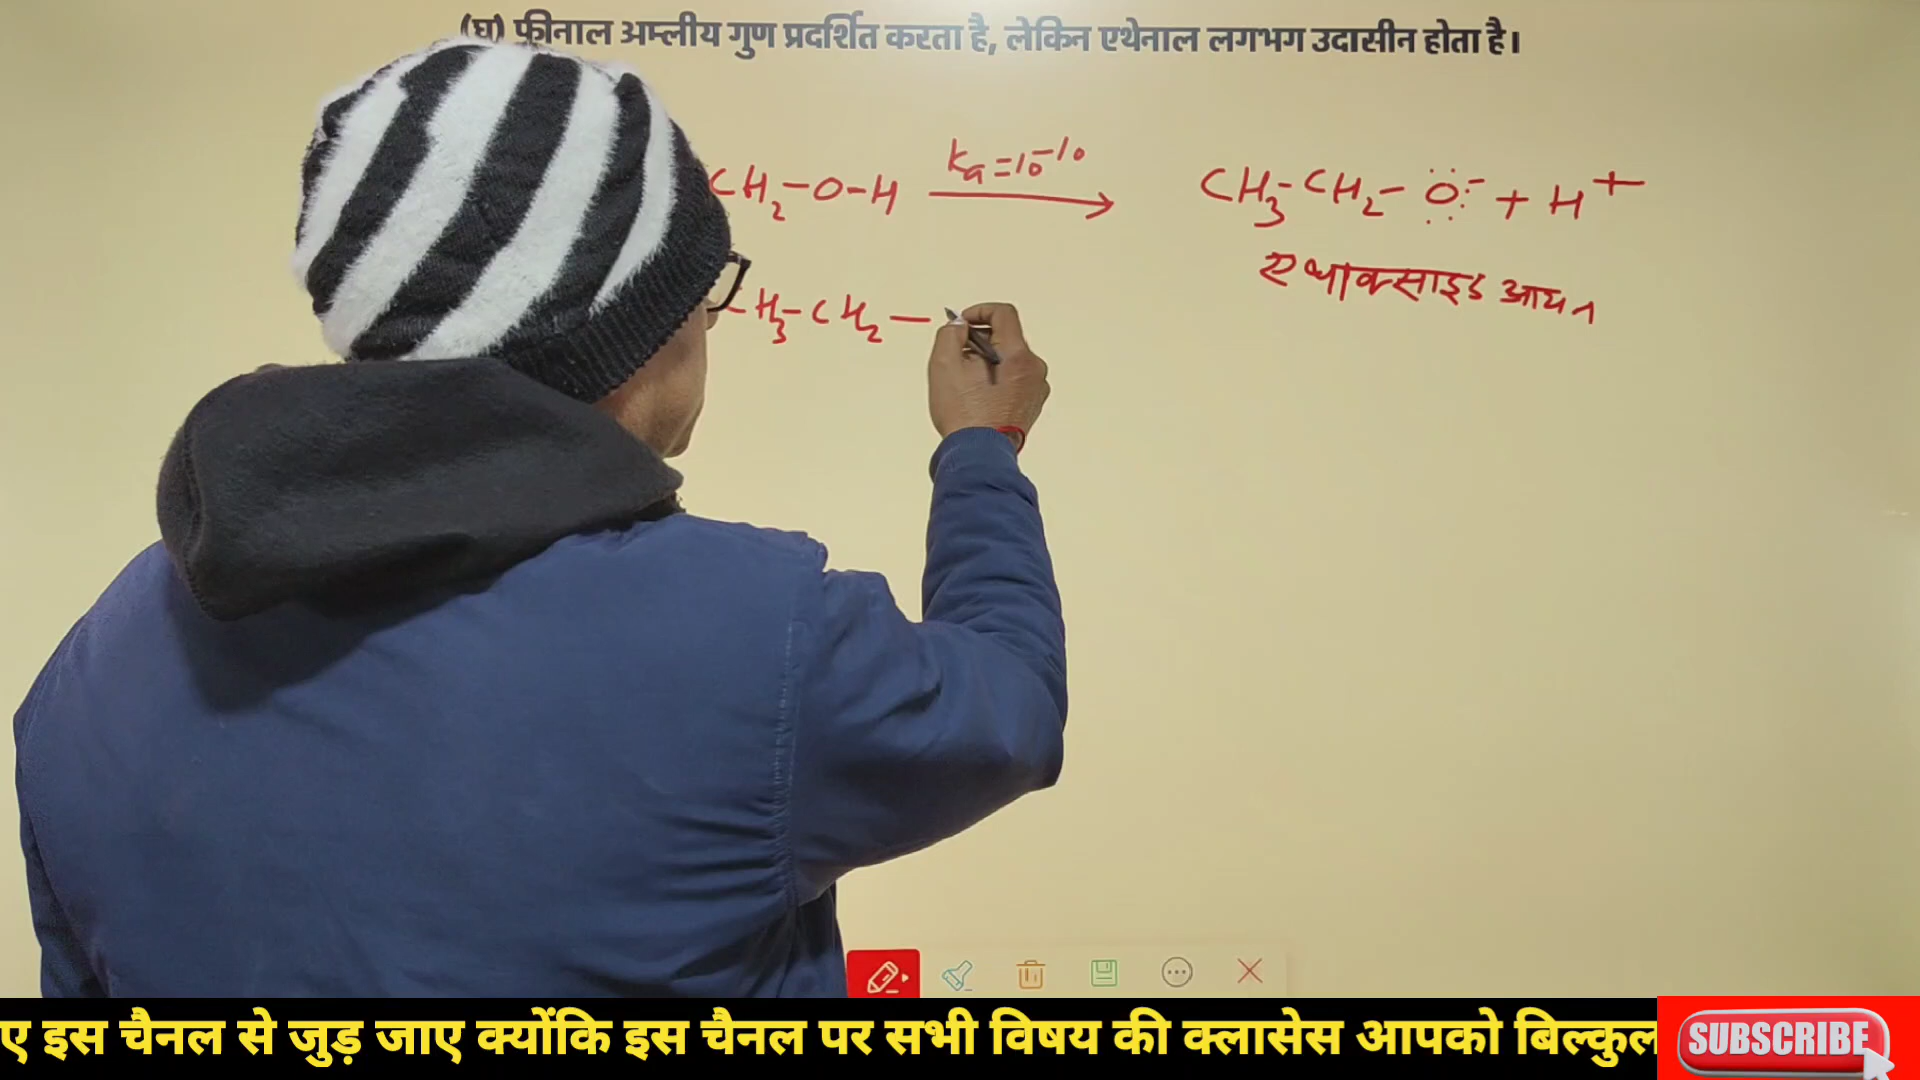 (घ) फीनाल अम्लीय गुण प्रदर्शित करता है, लेकिन एथेनाल लगभग उदासीन होता है।
CH₂-O-H Ka=10⁻¹⁰ → CH₃-CH₂-O⁻ + H⁺
एथाक्साइड आयन
CH₃-CH₂-
ए इस चैनल से जुड़ जाए क्योंकि इस चैनल पर सभी विषय की क्लासेस आपको बिल्कुल
SUBSCRIBE